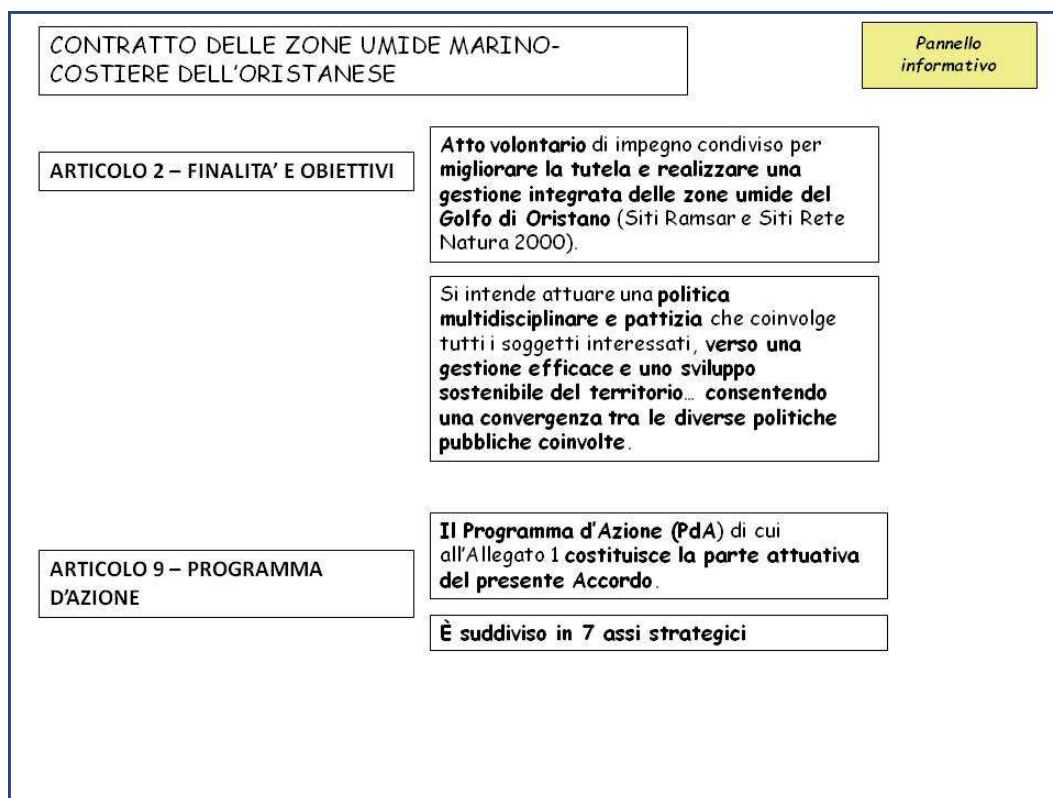 CONTRATTO DELLE ZONE UMIDE MARINO-
COSTIERE DELL'ORISTANESE
Pannello
informativo
ARTICOLO 2 – FINALITA' E OBIETTIVI
Atto volontario di impegno condiviso per
migliorare la tutela e realizzare una
gestione integrata delle zone umide del
Golfo di Oristano (Siti Ramsar e Siti Rete
Natura 2000).
Si intende attuare una politica
multidisciplinare e pattizia che coinvolge
tutti i soggetti interessati, verso una
gestione efficace e uno sviluppo
sostenibile del territorio… consentendo
una convergenza tra le diverse politiche
pubbliche coinvolte.
ARTICOLO 9 – PROGRAMMA
D'AZIONE
Il Programma d'Azione (PdA) di cui
all'Allegato 1 costituisce la parte attuativa
del presente Accordo.
È suddiviso in 7 assi strategici